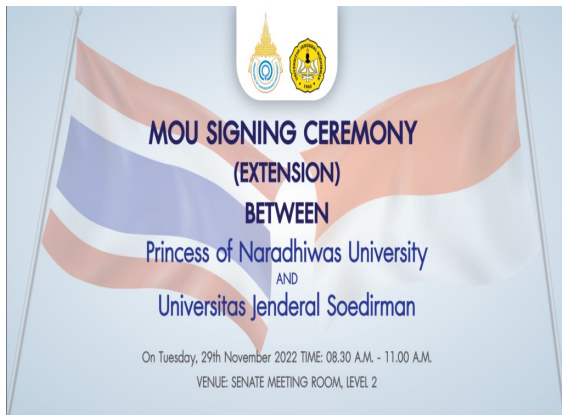 MOU SIGNING CEREMONY
(EXTENSION)
BETWEEN
Princess of Naradhiwas University
AND
Universitas Jenderal Soedirman
On Tuesday, 29th November 2022 TIME: 08.30 A.M. - 11.00 A.M.
VENUE: SENATE MEETING ROOM, LEVEL 2